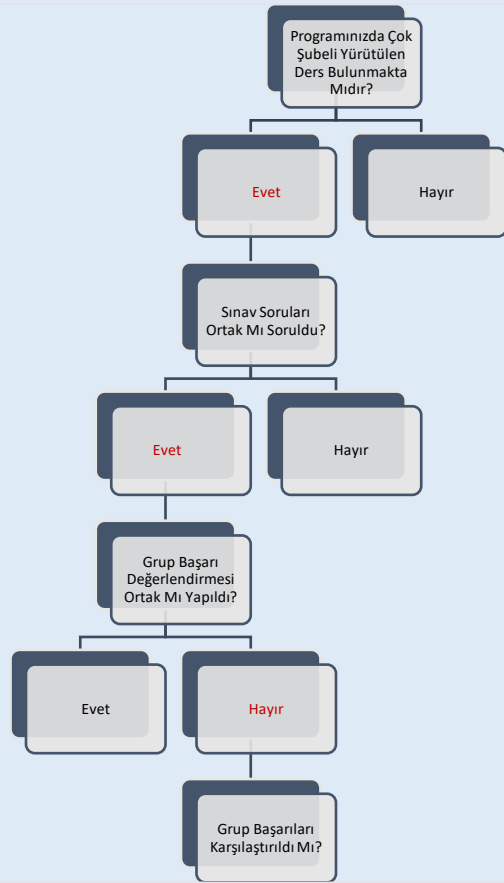 Programınızda Çok
Şubeli Yürütülen
Ders Bulunmakta
Mıdır?
Evet
Hayır
Sınav Soruları
Ortak Mı Soruldu?
Evet
Hayır
Grup Başarı
Değerlendirmesi
Ortak Mı Yapıldı?
Evet
Hayır
Grup Başarıları
Karşılaştırıldı Mı?